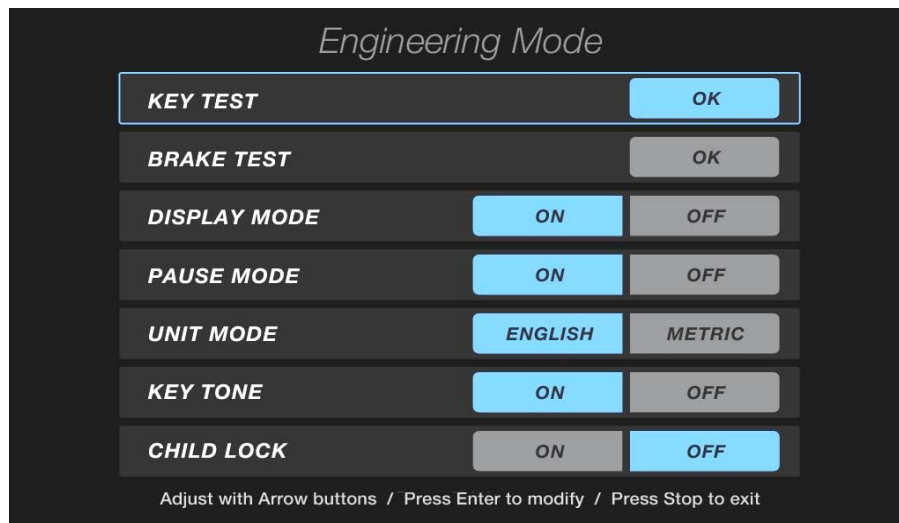 Engineering Mode
KEY TEST OK
BRAKE TEST OK
DISPLAY MODE ON OFF
PAUSE MODE ON OFF
UNIT MODE ENGLISH METRIC
KEY TONE ON OFF
CHILD LOCK ON OFF
Adjust with Arrow buttons / Press Enter to modify / Press Stop to exit